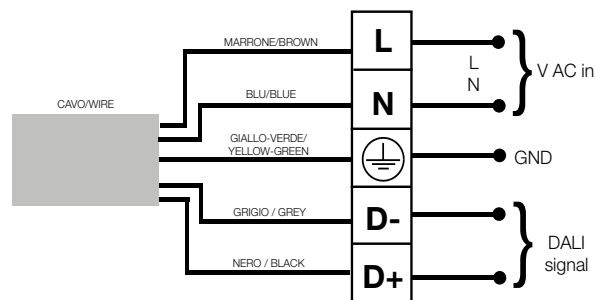 MARRONE/BROWN
L
L
N
V AC in
BLU/BLUE
N
CAVO/WIRE
GIALLO-VERDE/
YELLOW-GREEN
GND
GRIGIO / GREY
D-
DALI
signal
NERO / BLACK
D+